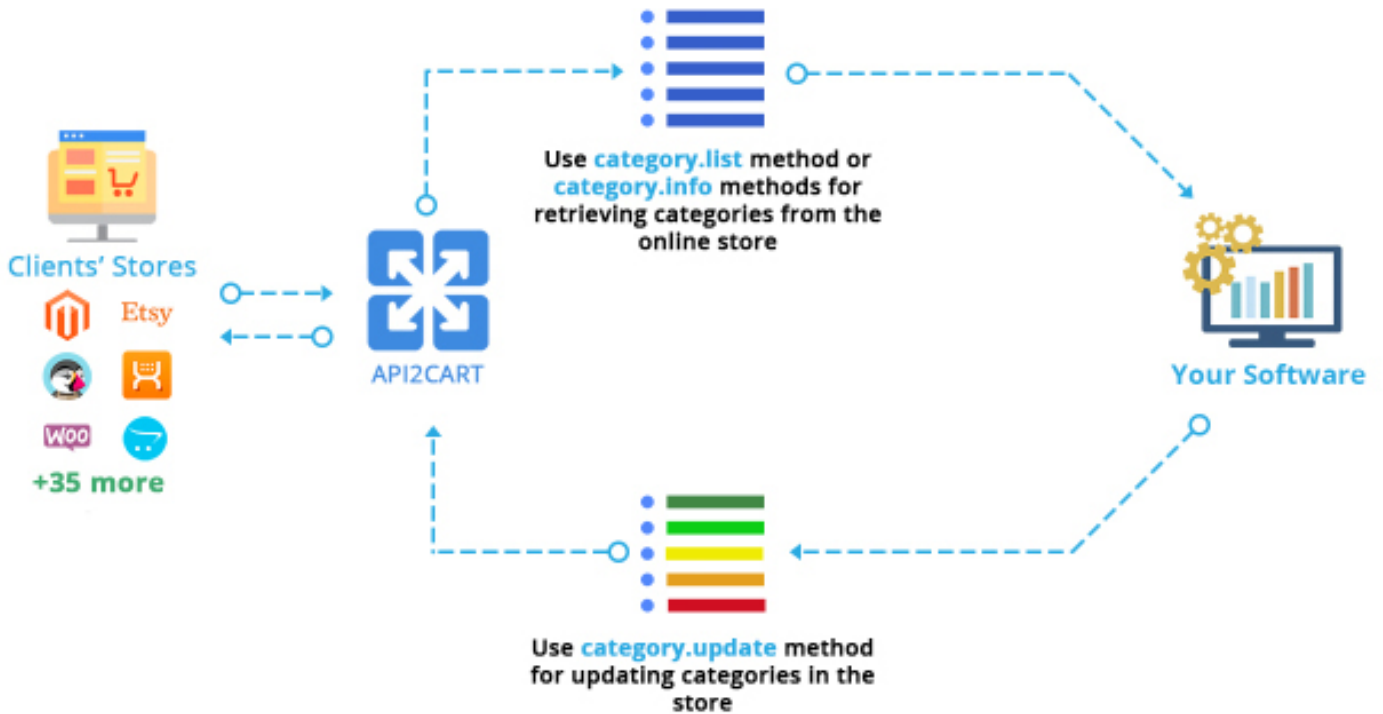 Use category.list method or
category.info methods for
retrieving categories from the
online store
Clients' Stores
Etsy
WOO
+35 more
API2CART
Your Software
Use category.update method
for updating categories in the
store